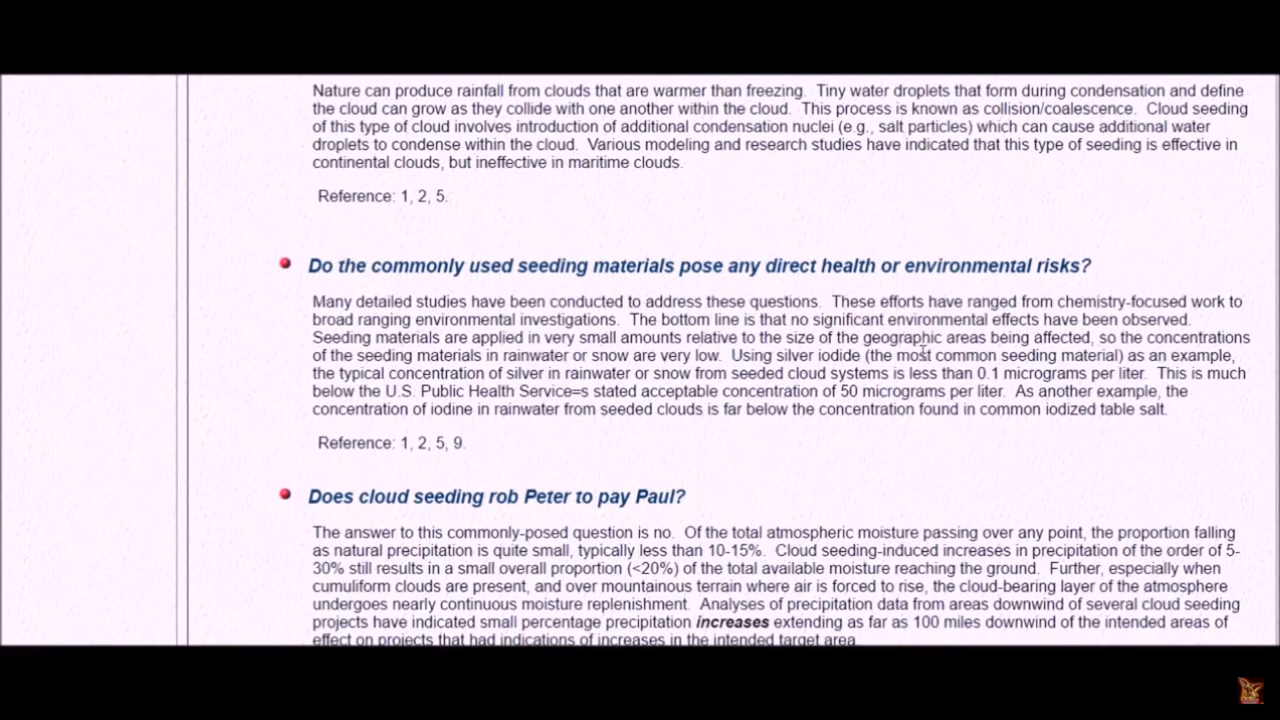 Nature can produce rainfall from clouds that are warmer than freezing.  Tiny water droplets that form during condensation and define
the cloud can grow as they collide with one another within the cloud.  This process is known as collision/coalescence.  Cloud seeding
of this type of cloud involves introduction of additional condensation nuclei (e.g., salt particles) which can cause additional water
droplets to condense within the cloud.  Various modeling and research studies have indicated that this type of seeding is effective in
continental clouds, but ineffective in maritime clouds.
Reference: 1, 2, 5.
Do the commonly used seeding materials pose any direct health or environmental risks?
Many detailed studies have been conducted to address these questions.  These efforts have ranged from chemistry-focused work to
broad ranging environmental investigations.  The bottom line is that no significant environmental effects have been observed.
Seeding materials are applied in very small amounts relative to the size of the geographic areas being affected, so the concentrations
of the seeding materials in rainwater or snow are very low.  Using silver iodide (the most common seeding material) as an example,
the typical concentration of silver in rainwater or snow from seeded cloud systems is less than 0.1 micrograms per liter.  This is much
below the U.S. Public Health Service=s stated acceptable concentration of 50 micrograms per liter.  As another example, the
concentration of iodine in rainwater from seeded clouds is far below the concentration found in common iodized table salt.
Reference: 1, 2, 5, 9.
Does cloud seeding rob Peter to pay Paul?
The answer to this commonly-posed question is no.  Of the total atmospheric moisture passing over any point, the proportion falling
as natural precipitation is quite small, typically less than 10-15%.  Cloud seeding-induced increases in precipitation of the order of 5-
30% still results in a small overall proportion (<20%) of the total available moisture reaching the ground.  Further, especially when
cumuliform clouds are present, and over mountainous terrain where air is forced to rise, the cloud-bearing layer of the atmosphere
undergoes nearly continuous moisture replenishment.  Analyses of precipitation data from areas downwind of several cloud seeding
projects have indicated small percentage precipitation increases extending as far as 100 miles downwind of the intended areas of
effect on projects that had indications of increases in the intended target area.